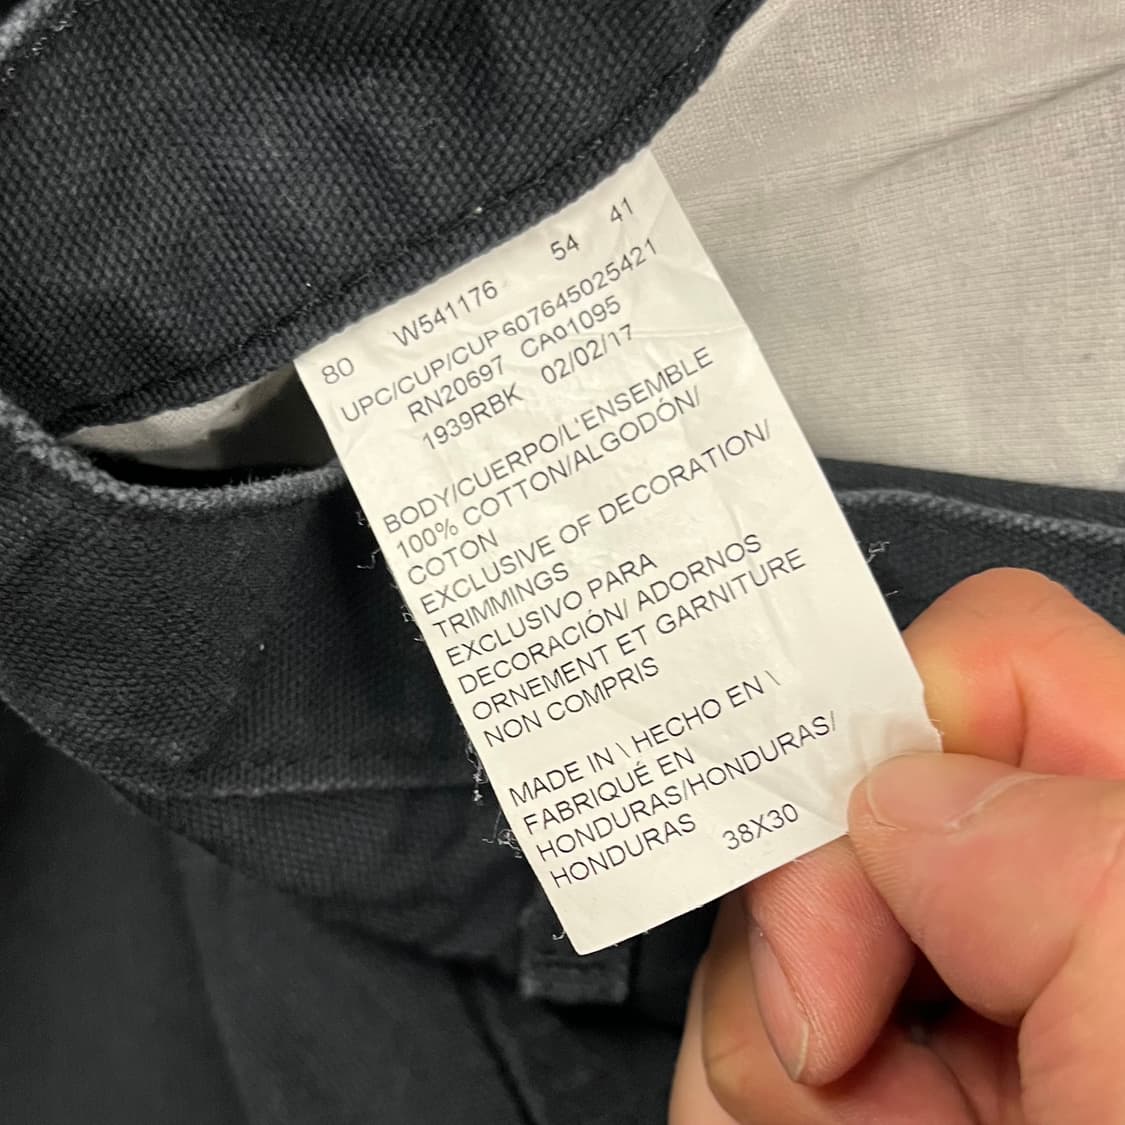 80 W541176 54 41
UPC/CUP/CUP 607645025421
RN20697 CA01095
1939RBK 02/02/17
BODY/CUERPO/L'ENSEMBLE
100% COTTON/ALGODÓN/
COTON
EXCLUSIVE OF DECORATION/
TRIMMINGS
EXCLUSIVO PARA
DECORACIÓN/ ADORNOS
ORNEMENT ET GARNITURE
NON COMPRIS
MADE IN \ HECHO EN \
FABRIQUÉ EN
HONDURAS/HONDURAS/
HONDURAS 38X30